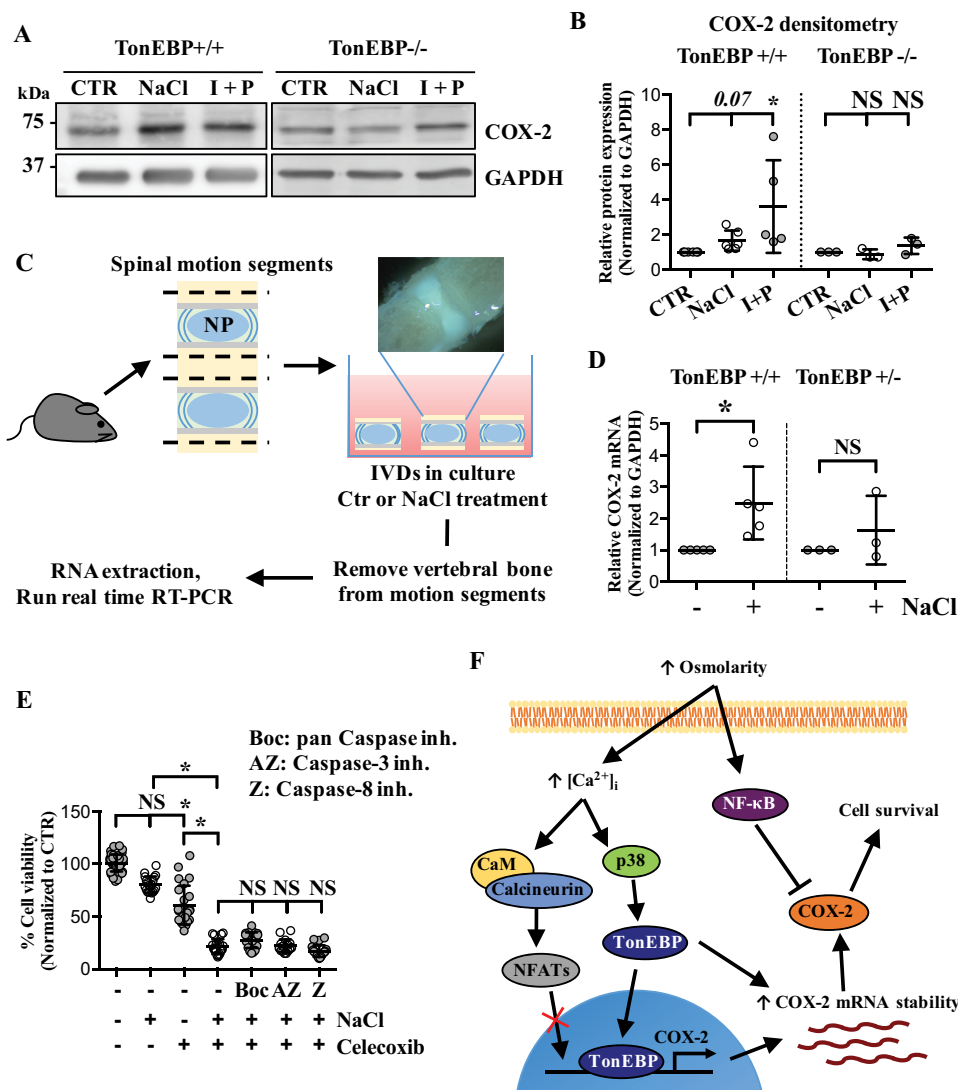 A
TonEBP+/+ TonEBP-/-
CTR NaCl I + P CTR NaCl I + P
kDa
75
COX-2
37
GAPDH
B
COX-2 densitometry
TonEBP +/+ TonEBP -/-
Relative protein expression
(Normalized to GAPDH)
10
8
6
4
2
0
0.07 * NS NS
CTR NaCl I+P CTR NaCl I+P
C
Spinal motion segments
NP
IVDs in culture
Ctr or NaCl treatment
Remove vertebral bone
from motion segments
RNA extraction,
Run real time RT-PCR
D
TonEBP +/+ TonEBP +/-
Relative COX-2 mRNA
(Normalized to GAPDH)
5
4
3
2
1
0
* NS
- + - + NaCl
E
Boc: pan Caspase inh.
AZ: Caspase-3 inh.
Z: Caspase-8 inh.
% Cell viability
(Normalized to CTR)
150
100
50
0
NS * * * NS NS NS
- - - - Boc AZ Z
- + - + + + + NaCl
- - + + + + + Celecoxib
F
↑ Osmolarity
↑ [Ca²⁺]i
NF-κB
Cell survival
CaM
Calcineurin
p38
COX-2
NFATs
TonEBP
↑ COX-2 mRNA stability
COX-2
TonEBP